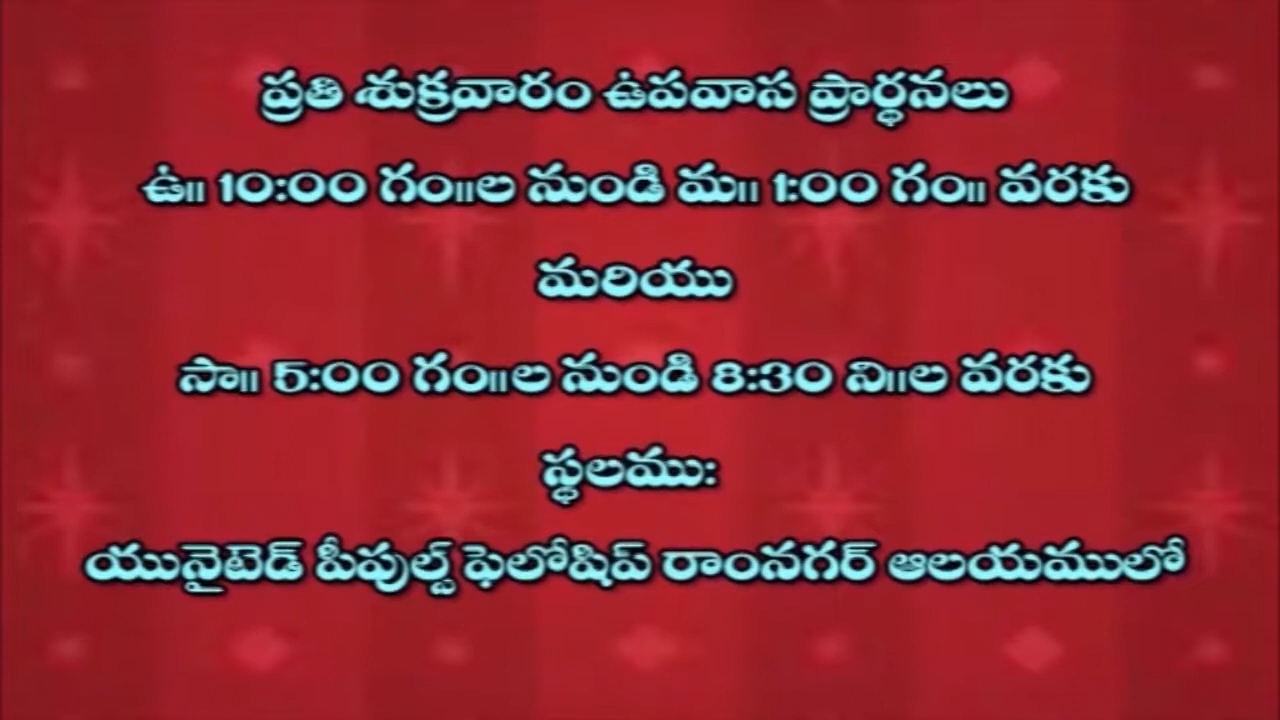 ప్రతి శుక్రవారం ఉపవాస ప్రార్థనలు
ఉ॥ 10:00 గం॥ల నుండి మ॥ 1:00 గం॥ వరకు
మరియు
సా॥ 5:00 గం॥ల నుండి 8:30 ని॥ల వరకు
స్థలము:
యునైటెడ్ పీపుల్స్ ఫెలోషిప్ రాంనగర్ ఆలయములో